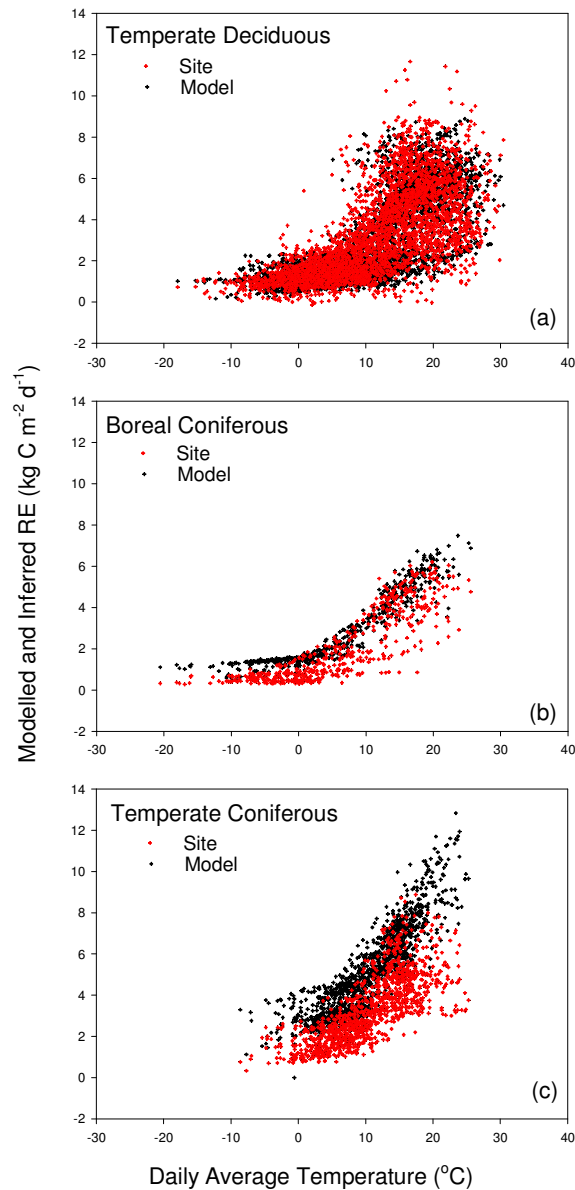 14
Temperate Deciduous
12
Site
Model
10
8
6
4
2
0
(a)
-2
-30 -20 -10 0 10 20 30 40
14
Boreal Coniferous
12
Site
Model
10
8
6
4
2
0
(b)
-2
-30 -20 -10 0 10 20 30 40
14
Temperate Coniferous
12
Site
Model
10
8
6
4
2
0
(c)
-2
-30 -20 -10 0 10 20 30 40
Modelled and Inferred RE (kg C m⁻² d⁻¹)
Daily Average Temperature (°C)